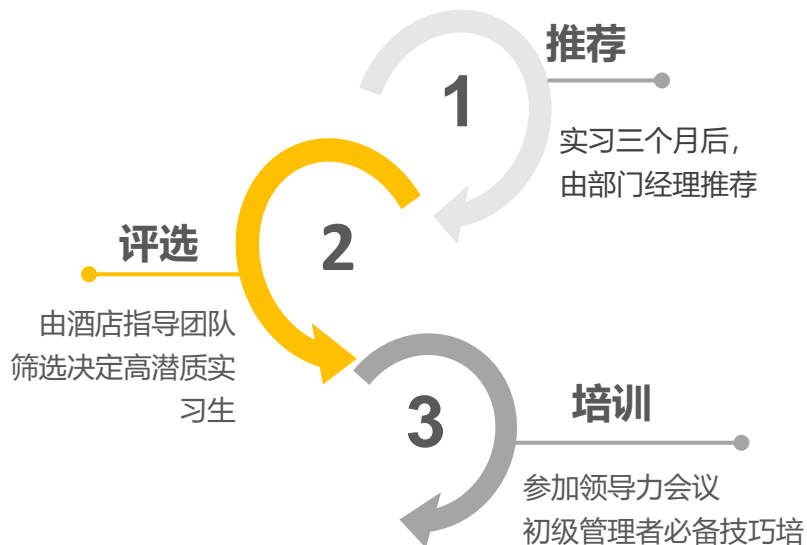 1
推荐
实习三个月后，
由部门经理推荐
2
评选
由酒店指导团队
筛选决定高潜质实
习生
3
培训
参加领导力会议
初级管理者必备技巧培